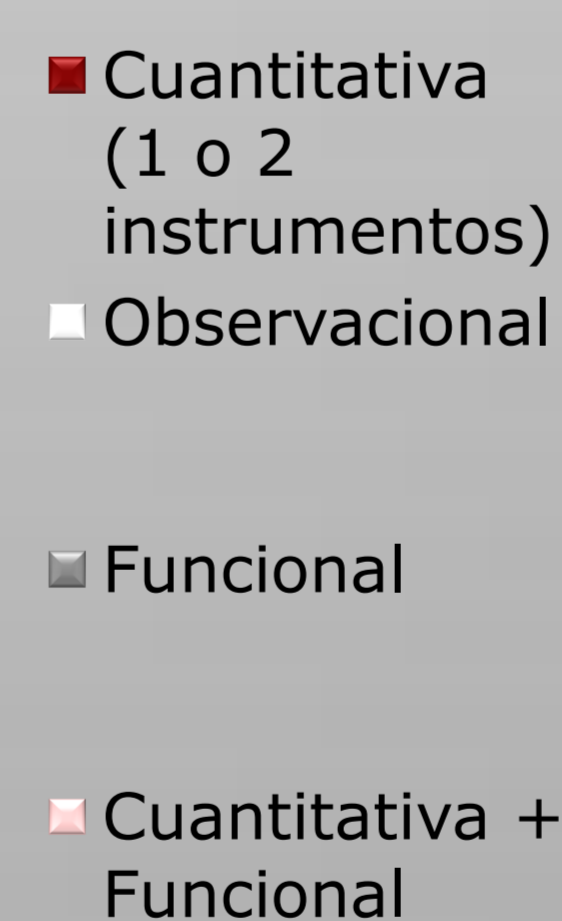 Cuantitativa
(1 o 2
instrumentos)
Observacional
Funcional
Cuantitativa +
Funcional